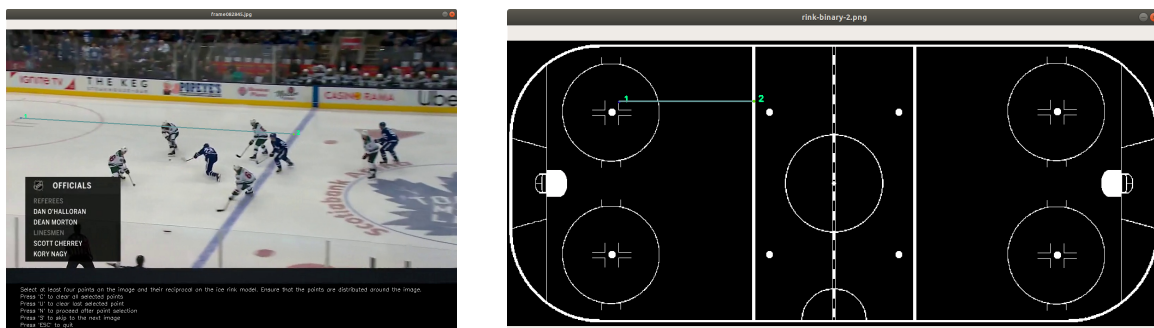 frame002645.jpg
rink-binary-2.png
ignite TV
THE KEG
POPEYES
CASINO RAMA
1
2
1
2
Scotiabank
OFFICIALS
REFEREES
DAN O'HALLORAN
DEAN MORTON
LINESMEN
SCOTT CHERREY
KORY NAGY
Select at least four points on the image and their reciprocal on the ice rink model. Ensure that the points are distributed around the image.
Press 'C' to clear all selected points
Press 'U' to clear last selected point
Press 'N' to proceed after point selection
Press 'S' to skip to the next image
Press 'ESC' to quit